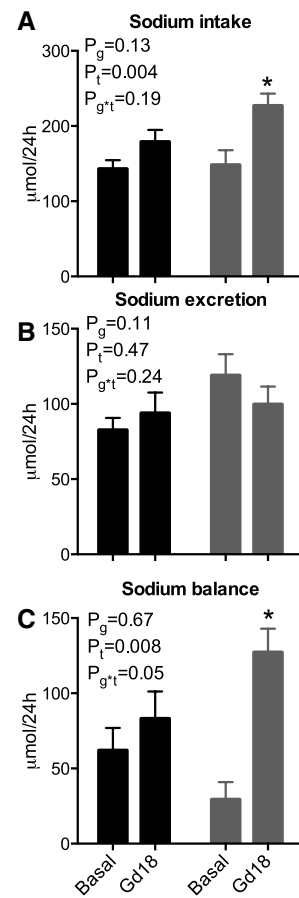 A
Sodium intake
300
200
100
0
μmol/24h
Pg=0.13
Pt=0.004
Pg*t=0.19
*
B
Sodium excretion
150
100
50
0
μmol/24h
Pg=0.11
Pt=0.47
Pg*t=0.24
C
Sodium balance
150
100
50
0
μmol/24h
Pg=0.67
Pt=0.008
Pg*t=0.05
*
Basal Gd18 Basal Gd18